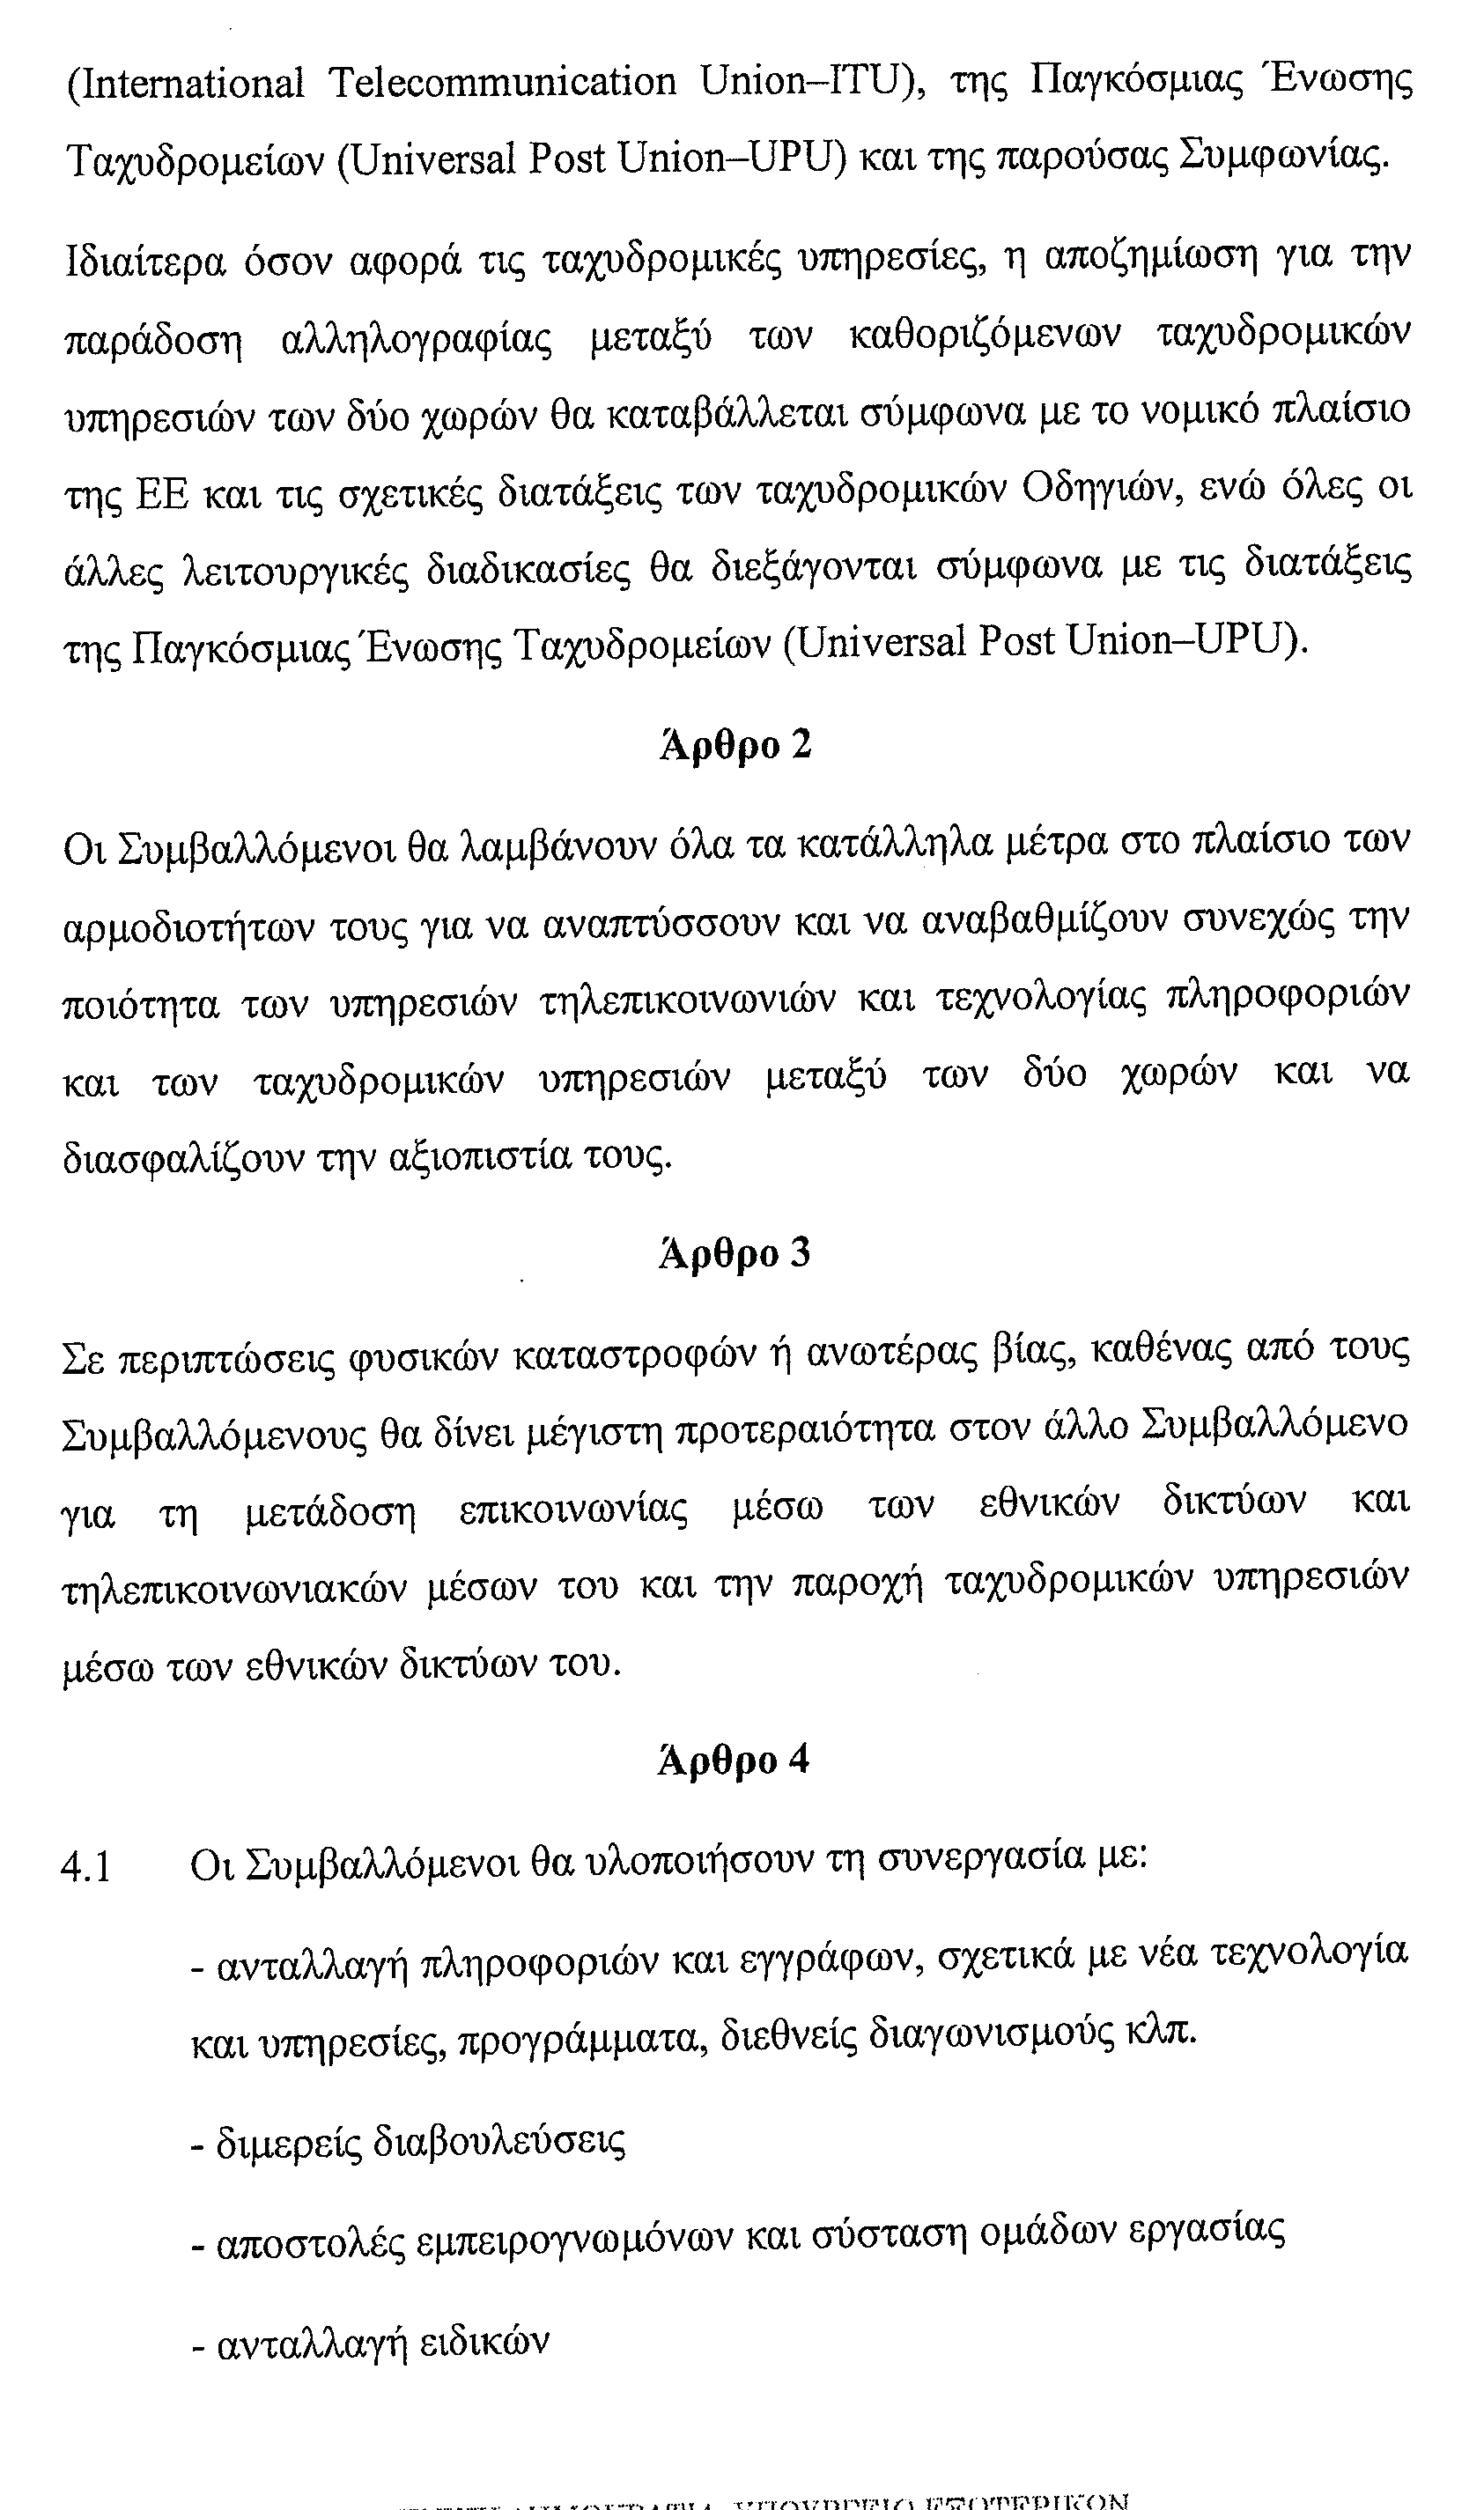 (International Telecommunication Union–ITU), της Παγκόσμιας Ένωσης
Ταχυδρομείων (Universal Post Union–UPU) και της παρούσας Συμφωνίας.
Ιδιαίτερα όσον αφορά τις ταχυδρομικές υπηρεσίες, η αποζημίωση για την
παράδοση αλληλογραφίας μεταξύ των καθοριζόμενων ταχυδρομικών
υπηρεσιών των δύο χωρών θα καταβάλλεται σύμφωνα με το νομικό πλαίσιο
της ΕΕ και τις σχετικές διατάξεις των ταχυδρομικών Οδηγιών, ενώ όλες οι
άλλες λειτουργικές διαδικασίες θα διεξάγονται σύμφωνα με τις διατάξεις
της Παγκόσμιας Ένωσης Ταχυδρομείων (Universal Post Union–UPU).
Άρθρο 2
Οι Συμβαλλόμενοι θα λαμβάνουν όλα τα κατάλληλα μέτρα στο πλαίσιο των
αρμοδιοτήτων τους για να αναπτύσσουν και να αναβαθμίζουν συνεχώς την
ποιότητα των υπηρεσιών τηλεπικοινωνιών και τεχνολογίας πληροφοριών
και των ταχυδρομικών υπηρεσιών μεταξύ των δύο χωρών και να
διασφαλίζουν την αξιοπιστία τους.
Άρθρο 3
Σε περιπτώσεις φυσικών καταστροφών ή ανωτέρας βίας, καθένας από τους
Συμβαλλόμενους θα δίνει μέγιστη προτεραιότητα στον άλλο Συμβαλλόμενο
για τη μετάδοση επικοινωνίας μέσω των εθνικών δικτύων και
τηλεπικοινωνιακών μέσων του και την παροχή ταχυδρομικών υπηρεσιών
μέσω των εθνικών δικτύων του.
Άρθρο 4
4.1 Οι Συμβαλλόμενοι θα υλοποιήσουν τη συνεργασία με:
- ανταλλαγή πληροφοριών και εγγράφων, σχετικά με νέα τεχνολογία
και υπηρεσίες, προγράμματα, διεθνείς διαγωνισμούς κλπ.
- διμερείς διαβουλεύσεις
- αποστολές εμπειρογνωμόνων και σύσταση ομάδων εργασίας
- ανταλλαγή ειδικών